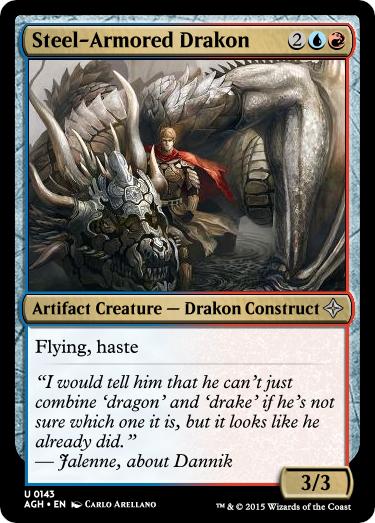 Steel-Armored Drakon 2
Artifact Creature — Drakon Construct
Flying, haste
“I would tell him that he can’t just
combine ‘dragon’ and ‘drake’ if he’s not
sure which one it is, but it looks like he
already did.”
— Jalenne, about Dannik
3/3
U 0143
AGH • EN Carlo Arellano
™ & © 2015 Wizards of the Coast